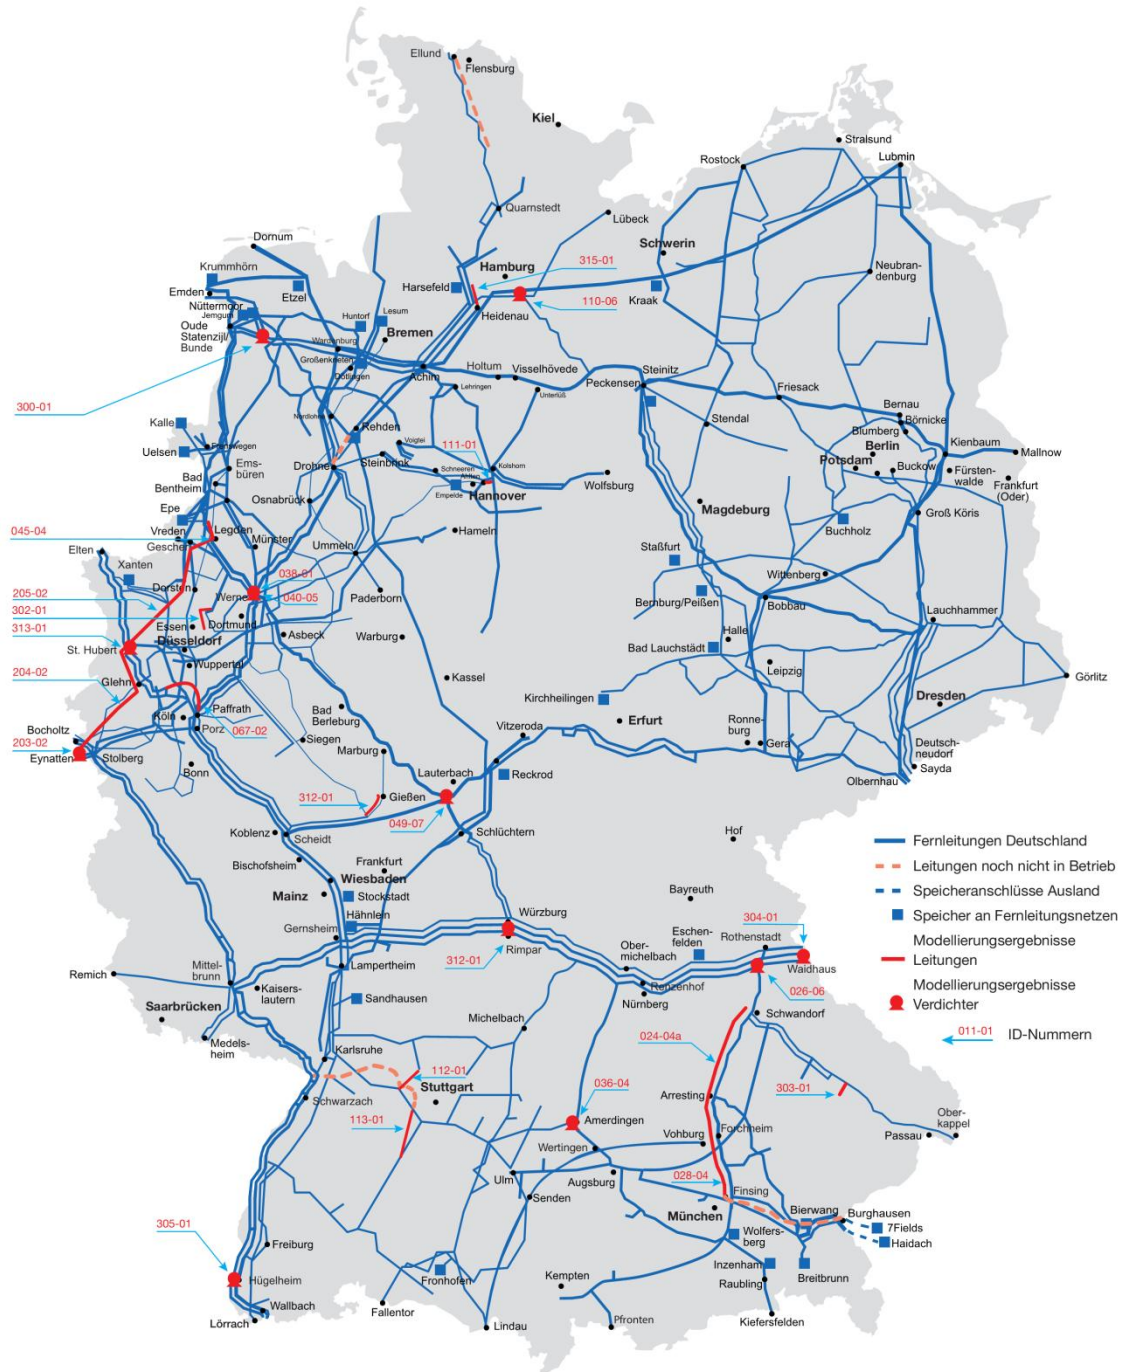 Ellund
Flensburg
Kiel
Stralsund
Rostock
Lubmin
Quarnstedt
Lübeck
Dornum
Schwerin
Hamburg
315-01
Krummhörn
Harsefeld
Neubran-
denburg
Emden
Etzel
Kraak
110-06
Nüttermoor
Jemgum
Huntorf
Lesum
Heidenau
Oude
Statenzijl/
Bunde
Bremen
Wardenburg
Großenkneten
Dötlingen
Achim
Holtum
Visselhövede
Steinitz
Peckensen
Lehringen
Unterlüß
Friesack
300-01
Bernau
Börnicke
Blumberg
Nordlohne
Rehden
Stendal
Kalle
Frenswegen
Voigtei
111-01
Berlin
Kienbaum
Mallnow
Uelsen
Ems-
büren
Drohne
Steinbrink
Schneeren
Kolshorn
Ahlten
Potsdam
Buckow
Fürsten-
walde
Frankfurt
(Oder)
Bad
Bentheim
Empelde
Hannover
Wolfsburg
Osnabrück
Magdeburg
Epe
Groß Köris
045-04
Vreden
Legden
Hameln
Buchholz
Gescher
Münster
Ummeln
Elten
Staßfurt
Xanten
038-01
Wittenberg
205-02
Dorsten
Werne
040-05
Paderborn
Bernburg/Peißen
Bobbau
302-01
Dortmund
Lauchhammer
313-01
Essen
Asbeck
Warburg
Halle
St. Hubert
Düsseldorf
Bad Lauchstädt
Wuppertal
Leipzig
204-02
Glehn
Kassel
Görlitz
Kirchheilingen
Dresden
Köln
Paffrath
Bad
Berleburg
Vitzeroda
Erfurt
Ronne-
burg
Gera
Bocholtz
203-02
Porz
067-02
Siegen
Marburg
Deutsch-
neudorf
Eynatten
Stolberg
Bonn
Lauterbach
Reckrod
Sayda
Olbernhau
312-01
Gießen
049-07
Koblenz
Scheidt
Schlüchtern
Hof
Fernleitungen Deutschland
Bischofsheim
Frankfurt
Leitungen noch nicht in Betrieb
Wiesbaden
Mainz
Stockstadt
Bayreuth
Speicheranschlüsse Ausland
Hähnlein
Würzburg
304-01
Speicher an Fernleitungsnetzen
Gernsheim
Eschen-
felden
Rothenstadt
Modellierungsergebnisse
Leitungen
Rimpar
Ober-
michelbach
Waidhaus
Remich
Mittel-
brunn
Lampertheim
312-01
Modellierungsergebnisse
Verdichter
Kaisers-
lautern
Renzenhof
Nürnberg
026-06
Saarbrücken
Sandhausen
Schwandorf
011-01
ID-Nummern
Medels-
heim
Michelbach
024-04a
Karlsruhe
112-01
Stuttgart
036-04
303-01
Schwarzach
Arresting
113-01
Amerdingen
Ober-
kappel
Forchheim
Passau
Vohburg
Wertingen
Ulm
028-04
Augsburg
Finsing
Senden
Bierwang
Burghausen
München
7Fields
305-01
Wolfers-
berg
Haidach
Freiburg
Hügelheim
Fronhofen
Kempten
Inzenham
Raubling
Breitbrunn
Wallbach
Lörrach
Fallentor
Lindau
Pfronten
Kiefersfelden